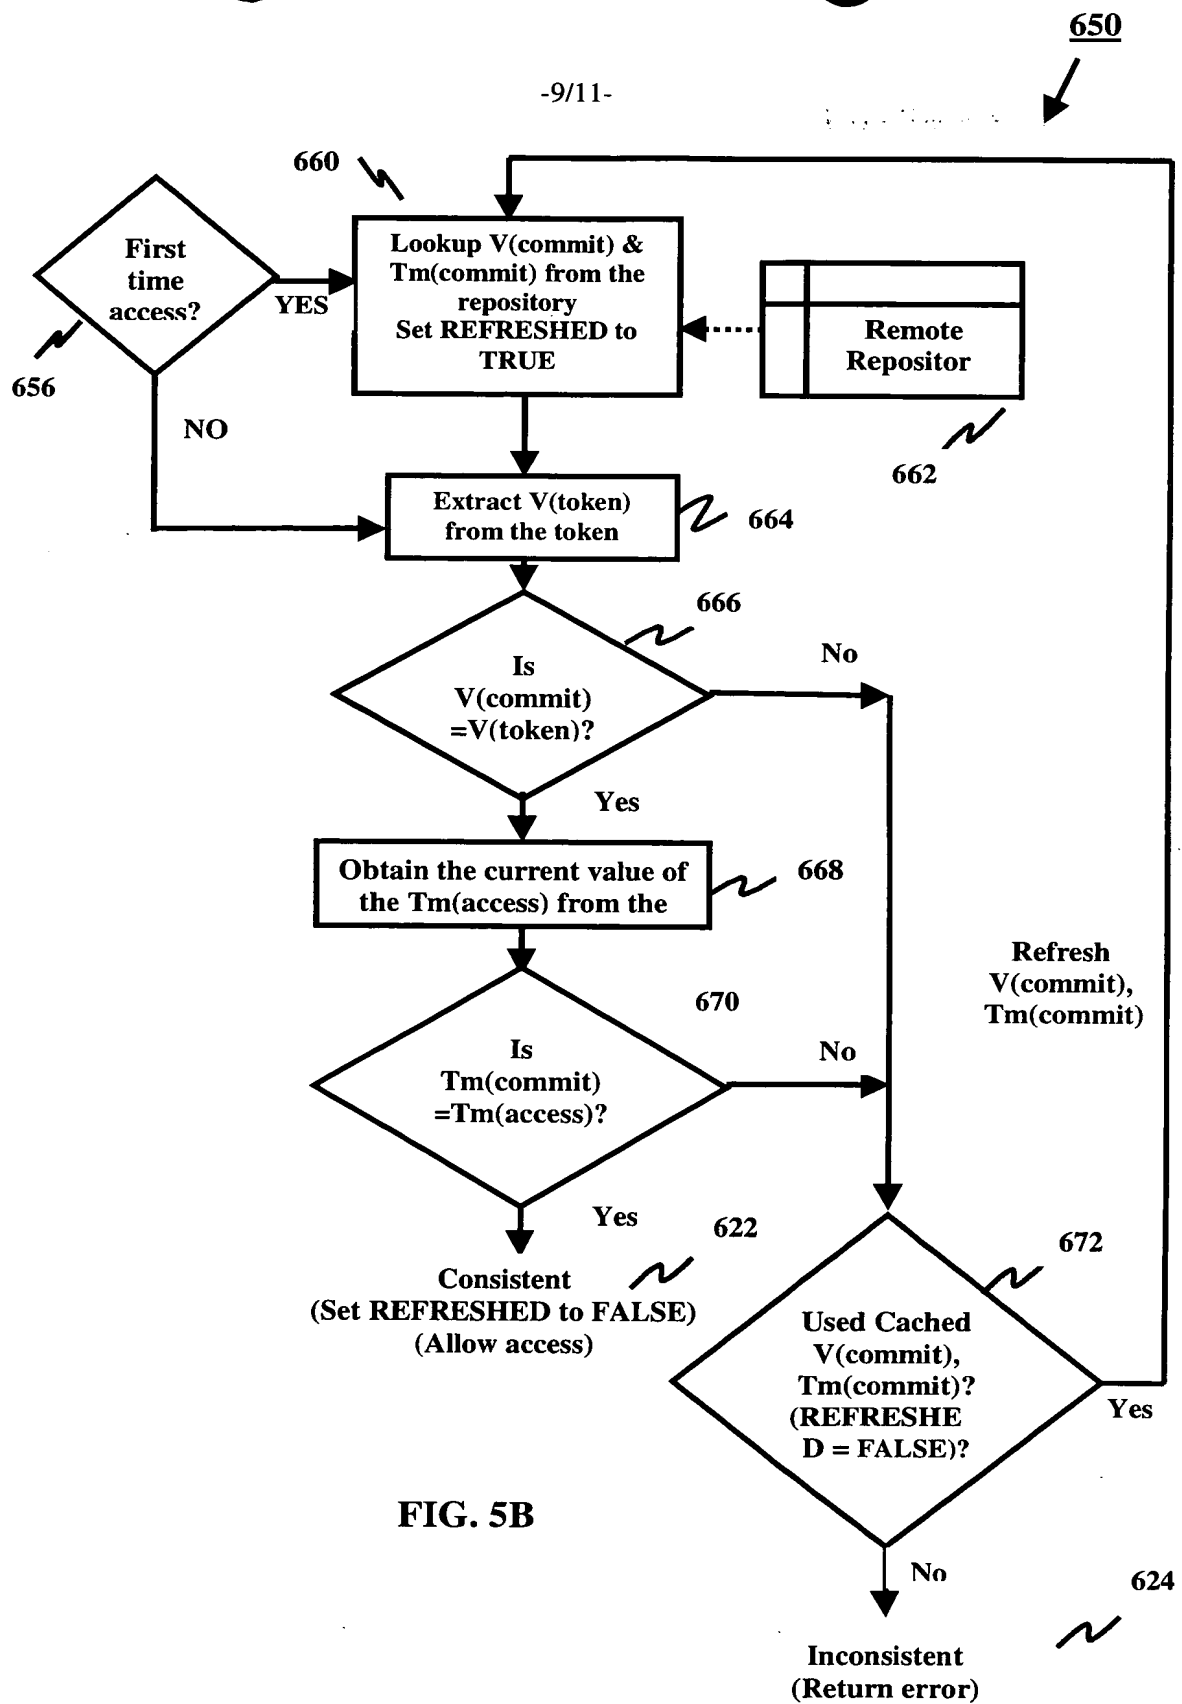 650
-9/11-
660
First
time
access?
YES
656
NO
Lookup V(commit) &
Tm(commit) from the
repository
Set REFRESHED to
TRUE
Remote
Repositor
662
Extract V(token)
from the token
664
666
Is
V(commit)
=V(token)?
No
Yes
Obtain the current value of
the Tm(access) from the
668
Refresh
V(commit),
Tm(commit)
670
Is
Tm(commit)
=Tm(access)?
No
Yes
622
Consistent
(Set REFRESHED to FALSE)
(Allow access)
672
Used Cached
V(commit),
Tm(commit)?
(REFRESHE
D = FALSE)?
Yes
FIG. 5B
No
624
Inconsistent
(Return error)